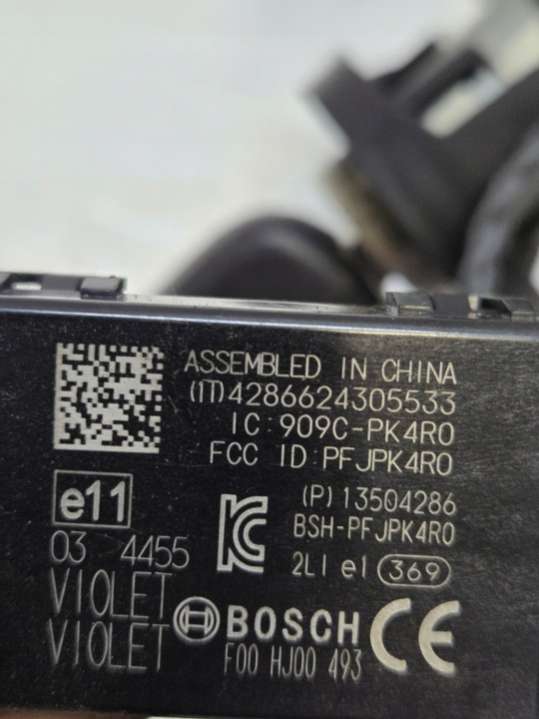 ASSEMBLED IN CHINA
(1T)4286624305533
IC:909C-PK4R0
FCC ID:PFJPK4R0
e11
(P)13504286
BSH-PFJPK4R0
03 4455
2LI e1 369
VIOLET
VIOLET
BOSCH
F00 HJ00 493
CE